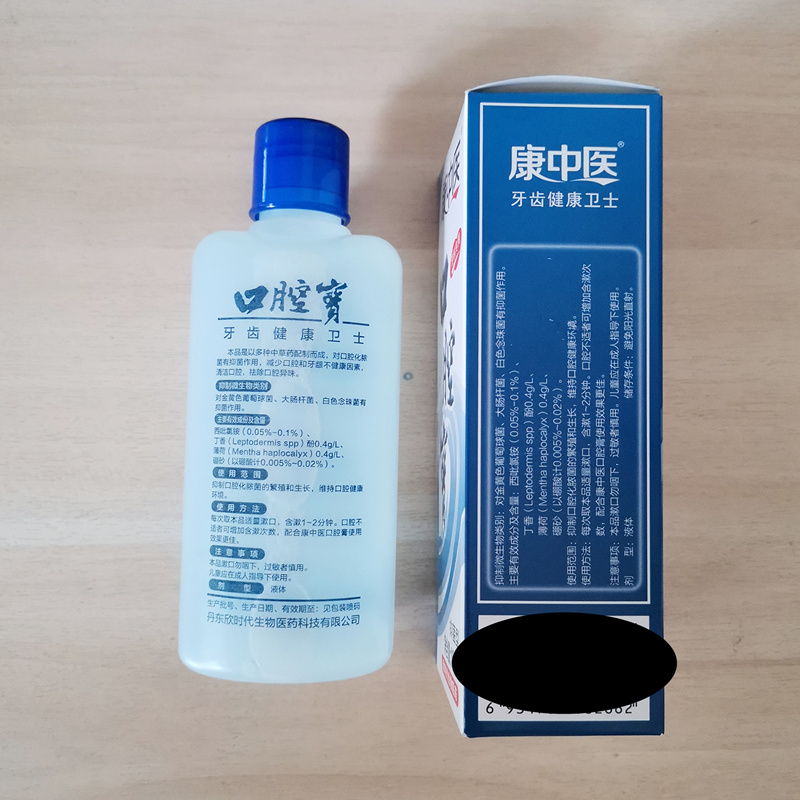 口腔寳
牙齿健康卫士
本品是以多种中草药配制而成，对口腔化脓
菌有抑菌作用，减少口腔和牙龈不健康因素，
清洁口腔，祛除口腔异味。
抑制微生物类别
对金黄色葡萄球菌、大肠杆菌、白色念珠菌有
抑菌作用。
主要有效成份及含量
西吡氯铵（0.05%-0.1%）、
丁香（Leptodermis spp）酚0.4g/L、
薄荷（Mentha haplocalyx）0.4g/L、
硼砂（以硼酸计0.005%-0.02%）。
使用范围
抑制口腔化脓菌的繁殖和生长，维持口腔健康
环境。
使用方法
每次取本品适量漱口，含漱1-2分钟。口腔不
适者可增加含漱次数，配合康中医口腔膏使用
效果更佳。
注意事项
本品漱口勿咽下，过敏者慎用。
儿童应在成人指导下使用。
剂 型 液体
生产批号、生产日期、有效期至：见包装喷码
丹东欣时代生物医药科技有限公司
康中医®
牙齿健康卫士
抑制微生物类别：对金黄色葡萄球菌、大肠杆菌、白色念珠菌有抑菌作用。
主要有效成份及含量：西吡氯铵（0.05%-0.1%）、
丁香（Leptodermis spp）酚0.4g/L、
薄荷（Mentha haplocalyx）0.4g/L、
硼砂（以硼酸计0.005%-0.02%）。
使用范围：抑制口腔化脓菌的繁殖和生长，维持口腔健康环境。
使用方法：每次取本品适量漱口，含漱1-2分钟。口腔不适者可增加含漱次
数，配合康中医口腔膏使用效果更佳。
注意事项：本品漱口勿咽下，过敏者慎用。儿童应在成人指导下使用。
剂 型：液体 储存条件：避免阳光直射。
口腔